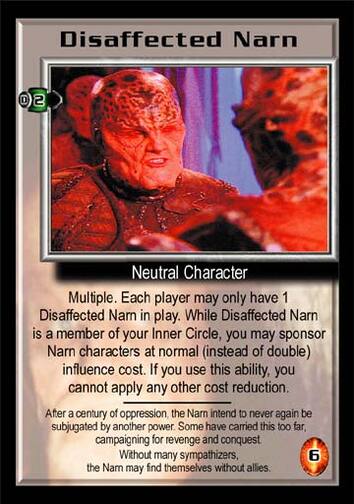 Disaffected Narn
D 2
Neutral Character
Multiple. Each player may only have 1
Disaffected Narn in play. While Disaffected Narn
is a member of your Inner Circle, you may sponsor
Narn characters at normal (instead of double)
influence cost. If you use this ability, you
cannot apply any other cost reduction.
After a century of oppression, the Narn intend to never again be
subjugated by another power. Some have carried this too far,
campaigning for revenge and conquest.
Without many sympathizers,
the Narn may find themselves without allies.
6